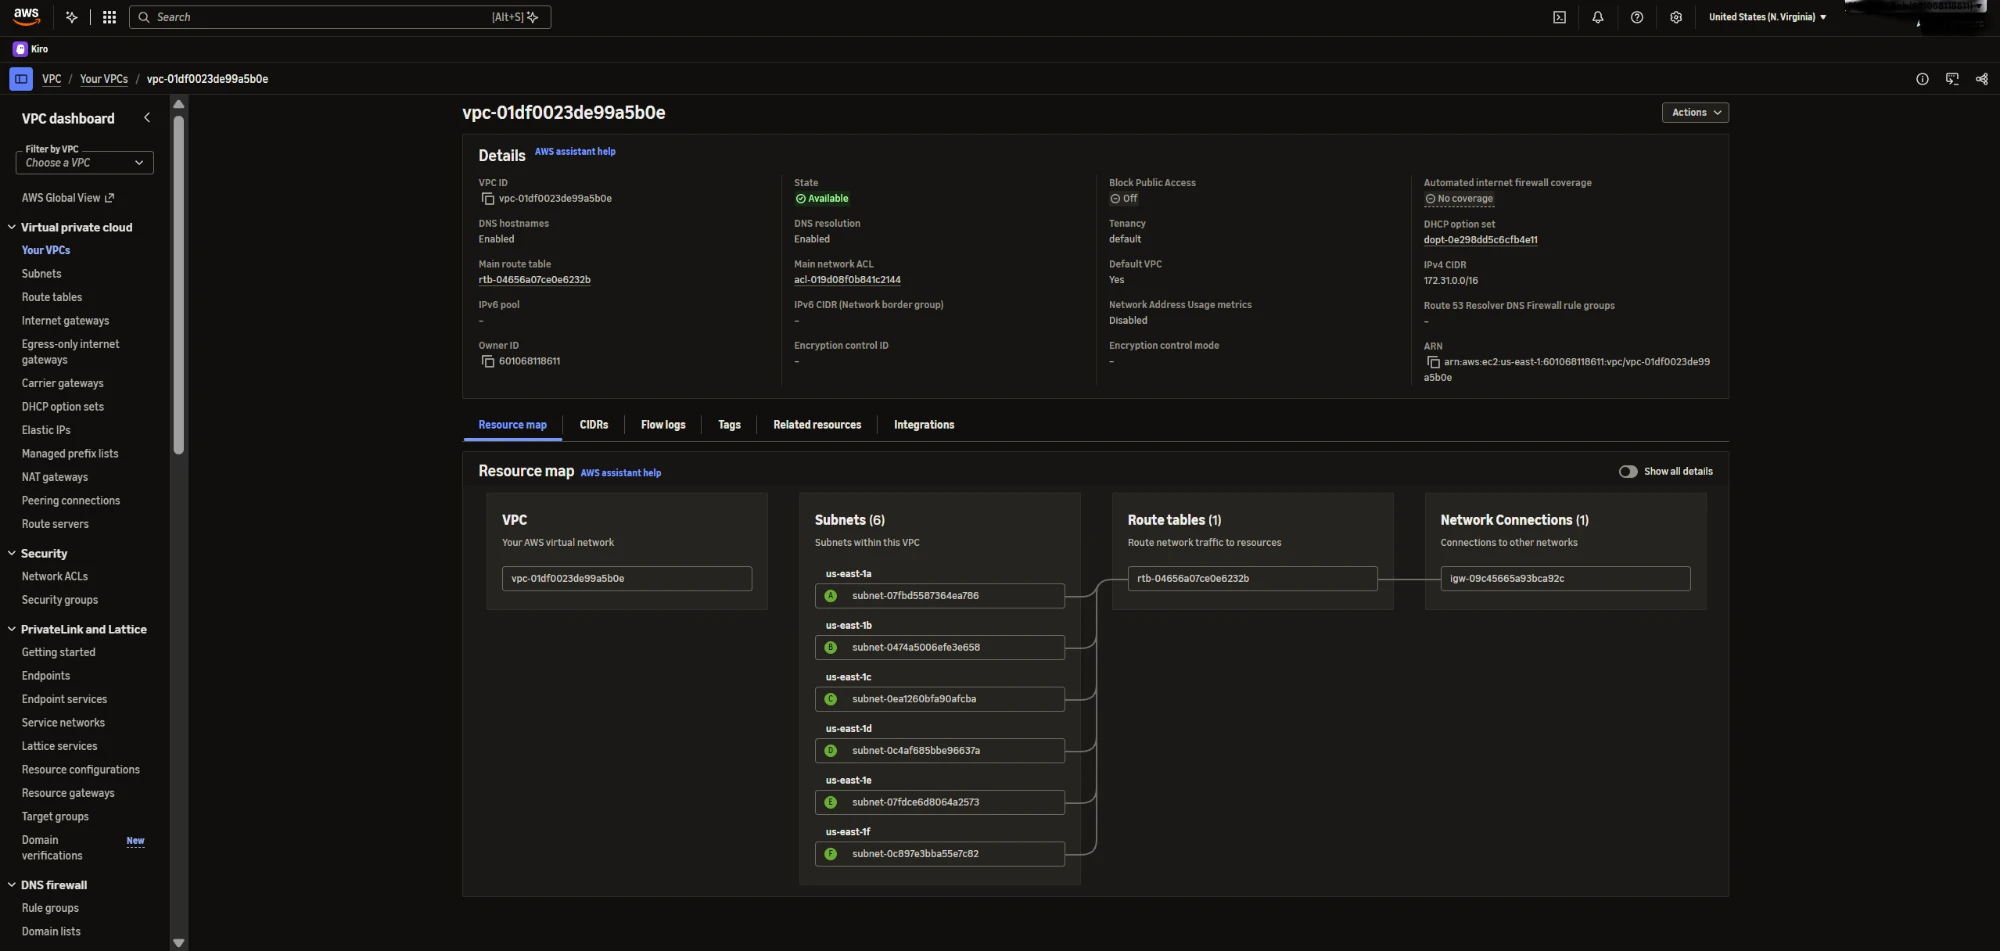 aws
Search
[Alt+S]
United States (N. Virginia)
Kiro
VPC / Your VPCs / vpc-01df0023de99a5b0e
VPC dashboard
Filter by VPC
Choose a VPC
AWS Global View
Virtual private cloud
Your VPCs
Subnets
Route tables
Internet gateways
Egress-only internet
gateways
Carrier gateways
DHCP option sets
Elastic IPs
Managed prefix lists
NAT gateways
Peering connections
Route servers
Security
Network ACLs
Security groups
PrivateLink and Lattice
Getting started
Endpoints
Endpoint services
Service networks
Lattice services
Resource configurations
Resource gateways
Target groups
Domain
verifications
New
DNS firewall
Rule groups
Domain lists
vpc-01df0023de99a5b0e
Actions
Details AWS assistant help
VPC ID
vpc-01df0023de99a5b0e
State
Available
Block Public Access
Off
Automated internet firewall coverage
No coverage
DNS hostnames
Enabled
DNS resolution
Enabled
Tenancy
default
DHCP option set
dopt-0e298dd5c6cfb4e11
Main route table
rtb-04656a07ce0e6232b
Main network ACL
acl-019d08f0b841c2144
Default VPC
Yes
IPv4 CIDR
172.31.0.0/16
IPv6 pool
–
IPv6 CIDR (Network border group)
–
Network Address Usage metrics
Disabled
Route 53 Resolver DNS Firewall rule groups
–
Owner ID
601068118611
Encryption control ID
–
Encryption control mode
–
ARN
arn:aws:ec2:us-east-1:601068118611:vpc/vpc-01df0023de99
a5b0e
Resource map
CIDRs
Flow logs
Tags
Related resources
Integrations
Resource map AWS assistant help
Show all details
VPC
Your AWS virtual network
vpc-01df0023de99a5b0e
Subnets (6)
Subnets within this VPC
us-east-1a
A subnet-07fbd5587364ea786
us-east-1b
B subnet-0474a5006efe3e658
us-east-1c
C subnet-0ea1260bfa90afcba
us-east-1d
D subnet-0c4af685bbe96637a
us-east-1e
E subnet-07fdce6d8064a2573
us-east-1f
F subnet-0c897e3bba55e7c82
Route tables (1)
Route network traffic to resources
rtb-04656a07ce0e6232b
Network Connections (1)
Connections to other networks
igw-09c45665a93bca92c